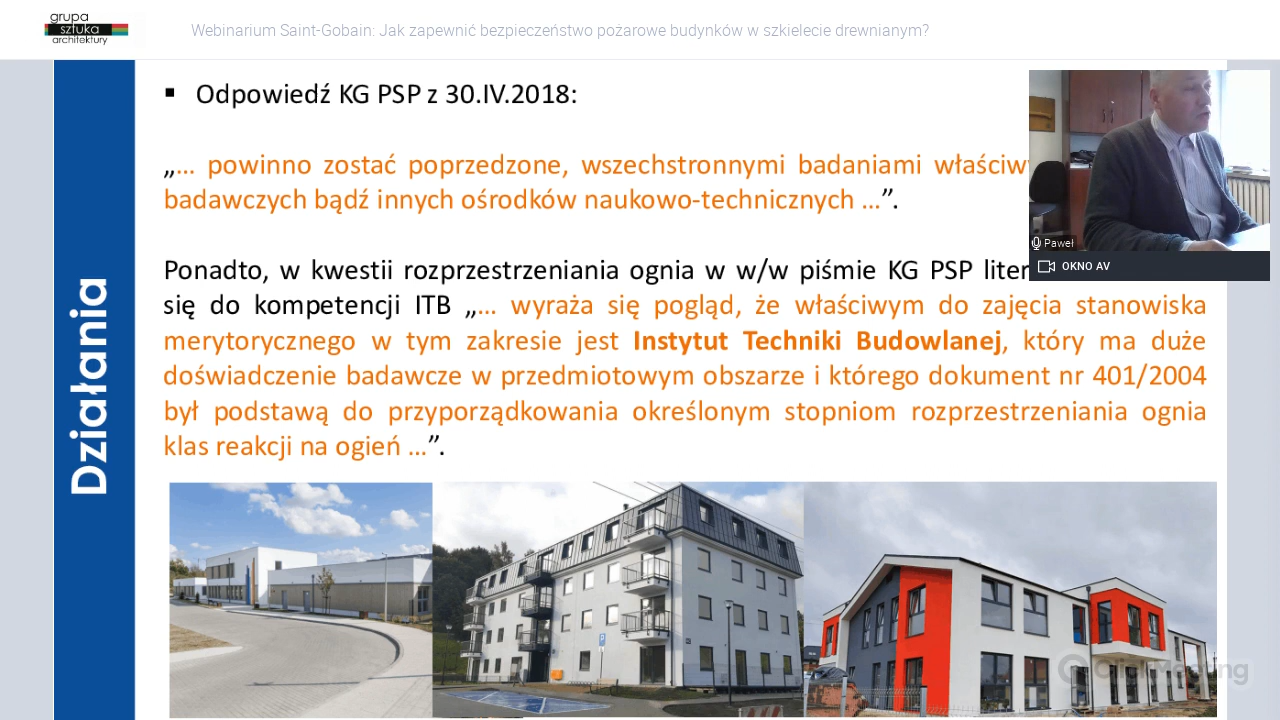 grupa
sztuka
architektury
Webinarium Saint-Gobain: Jak zapewnić bezpieczeństwo pożarowe budynków w szkielecie drewnianym?
Działania
▪ Odpowiedź KG PSP z 30.IV.2018:
„… powinno zostać poprzedzone, wszechstronnymi badaniami
badawczych bądź innych ośrodków naukowo-technicznych …”.
Ponadto, w kwestii rozprzestrzeniania ognia w w/w piśmie KG PSP
się do kompetencji ITB „… wyraża się pogląd, że właściwym do zajęcia stanowiska
merytorycznego w tym zakresie jest Instytut Techniki Budowlanej, który ma duże
doświadczenie badawcze w przedmiotowym obszarze i którego dokument nr 401/2004
był podstawą do przyporządkowania określonym stopniom rozprzestrzeniania ognia
klas reakcji na ogień …”.
Paweł
OKNO AV
ClickMeeting